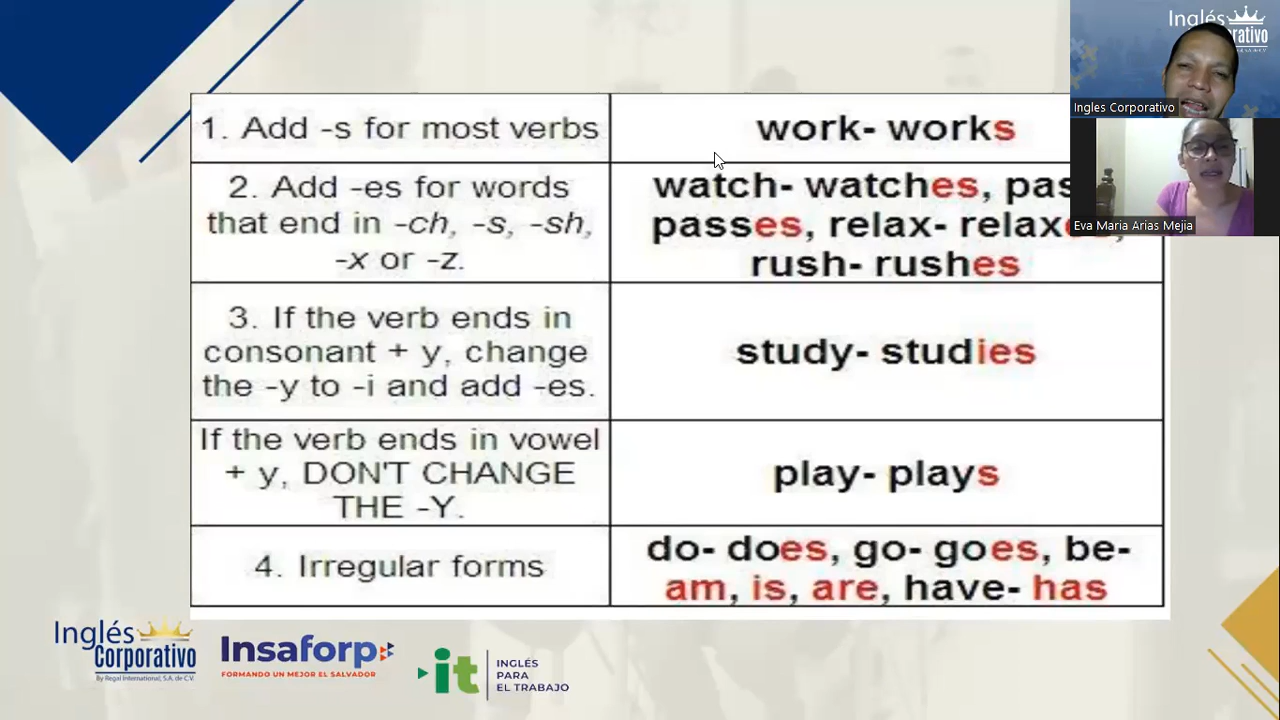 1. Add -s for most verbs
work- works
2. Add -es for words
that end in -ch, -s, -sh,
-x or -z.
watch- watches,
passes, relax-
rush- rushes
3. If the verb ends in
consonant + y, change
the -y to -i and add -es.
study- studies
If the verb ends in vowel
+ y, DON'T CHANGE
THE -Y.
play- plays
4. Irregular forms
do- does, go- goes, be-
am, is, are, have- has
Inglés
Ingles Corporativo
Eva Maria Arias Mejia
Inglés
Corporativo
By Regal International, S.A. de C.V.
Insaforp
FORMANDO UN MEJOR EL SALVADOR
it
INGLÉS
PARA
EL TRABAJO